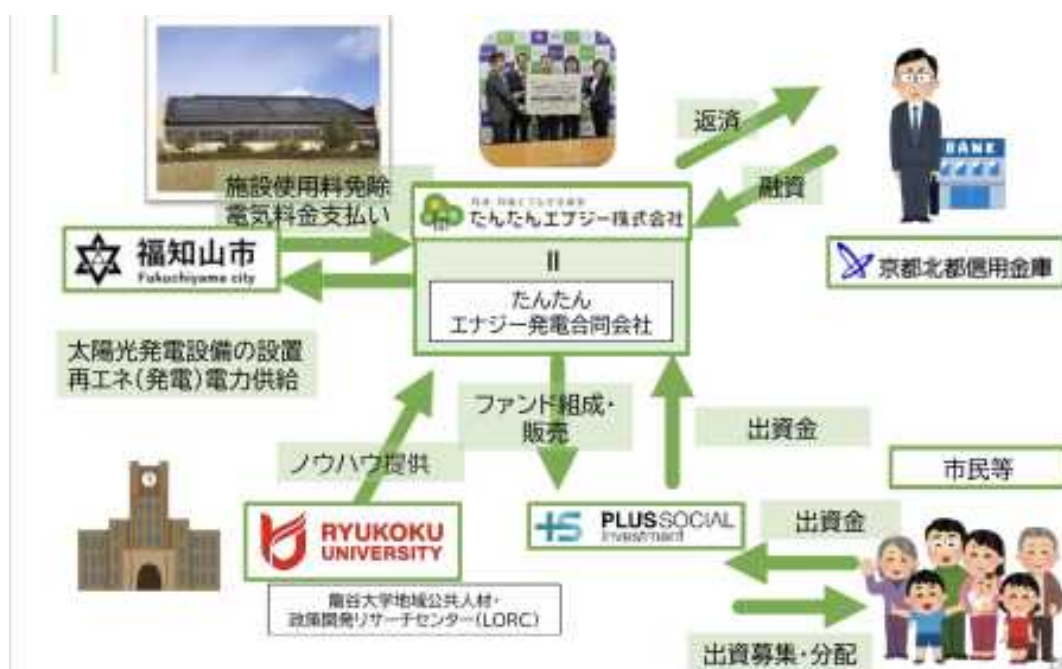 返済
BANK
施設使用料免除
電気料金支払い
融資
たんたんエナジー株式会社
福知山市
Fukuchiyama city
京都北都信用金庫
=
たんたん
エナジー発電合同会社
太陽光発電設備の設置
再エネ(発電)電力供給
ファンド組成・
販売
出資金
市民等
ノウハウ提供
RYUKOKU
UNIVERSITY
+S PLUSSOCIAL
Investment
出資金
龍谷大学地域公共人材・
政策開発リサーチセンター(LORC)
出資募集・分配